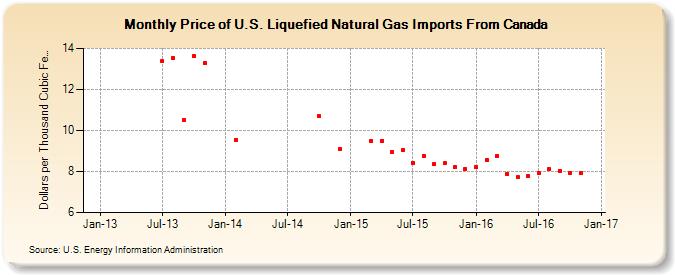 Monthly Price of U.S. Liquefied Natural Gas Imports From Canada
Dollars per Thousand Cubic Fe...
14
12
10
8
6
Jan-13 Jul-13 Jan-14 Jul-14 Jan-15 Jul-15 Jan-16 Jul-16 Jan-17
Source: U.S. Energy Information Administration